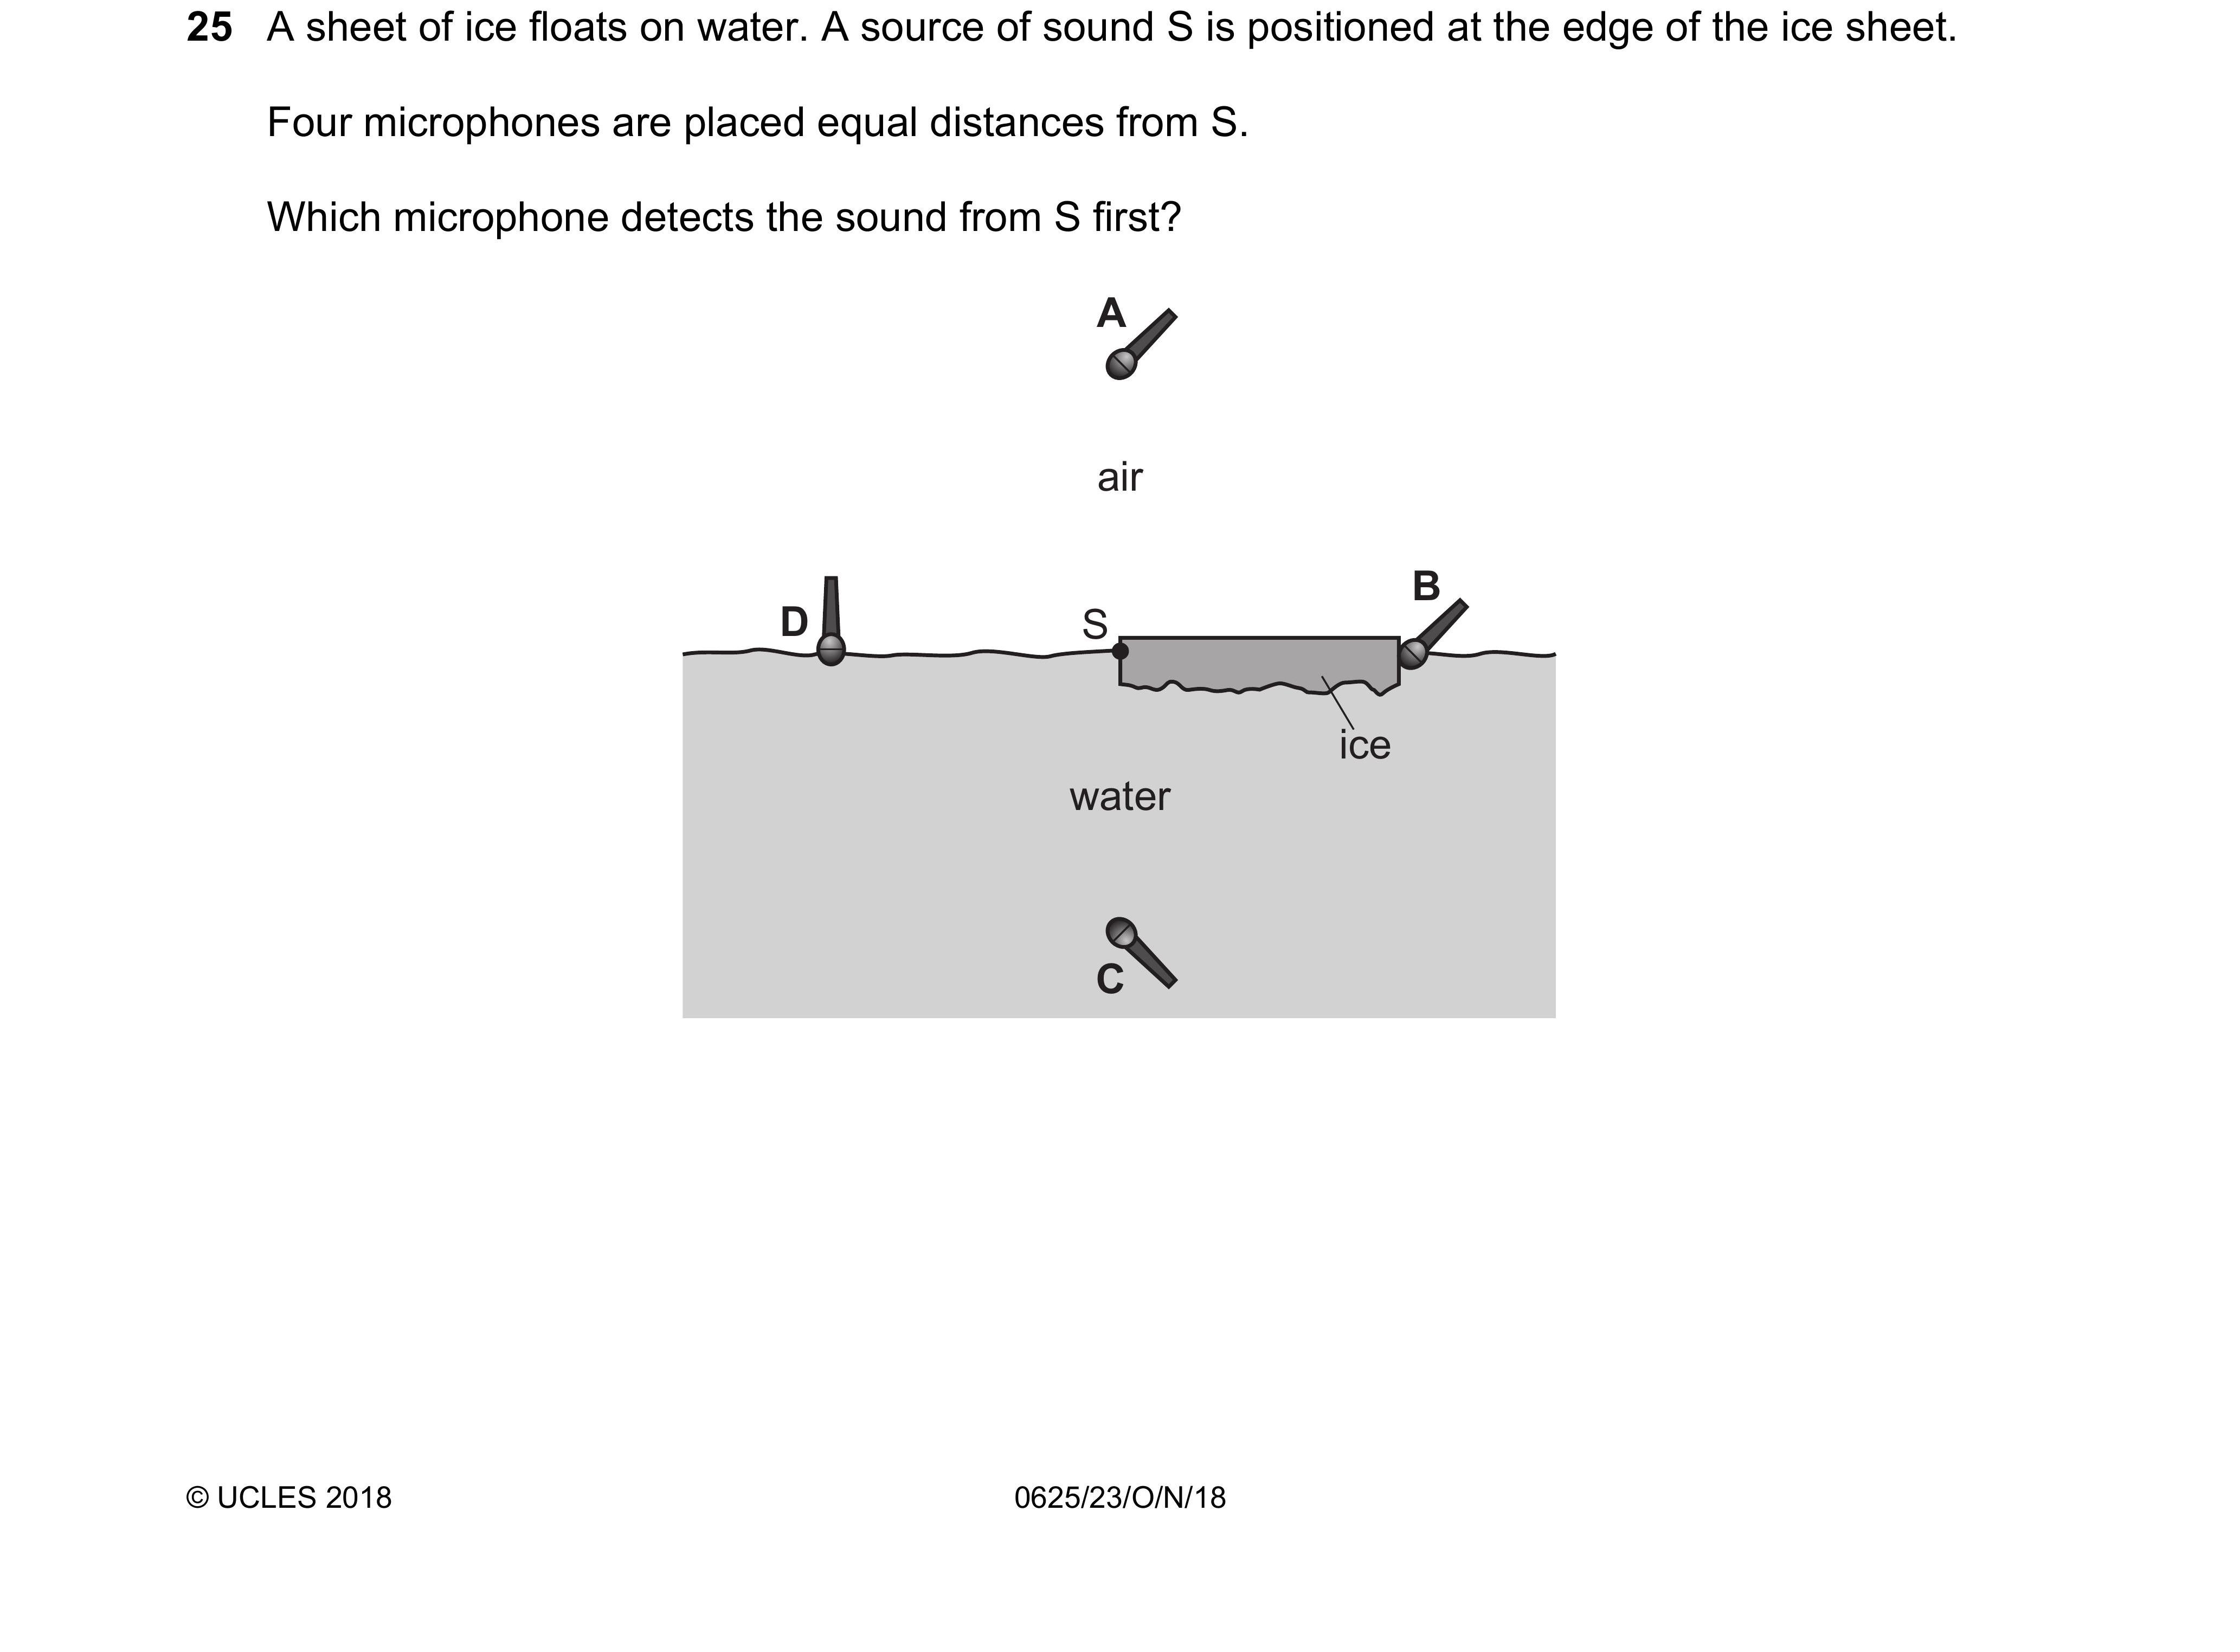 25 A sheet of ice floats on water. A source of sound S is positioned at the edge of the ice sheet.
Four microphones are placed equal distances from S.
Which microphone detects the sound from S first?
A
air
B
D
S
ice
water
C
© UCLES 2018
0625/23/O/N/18